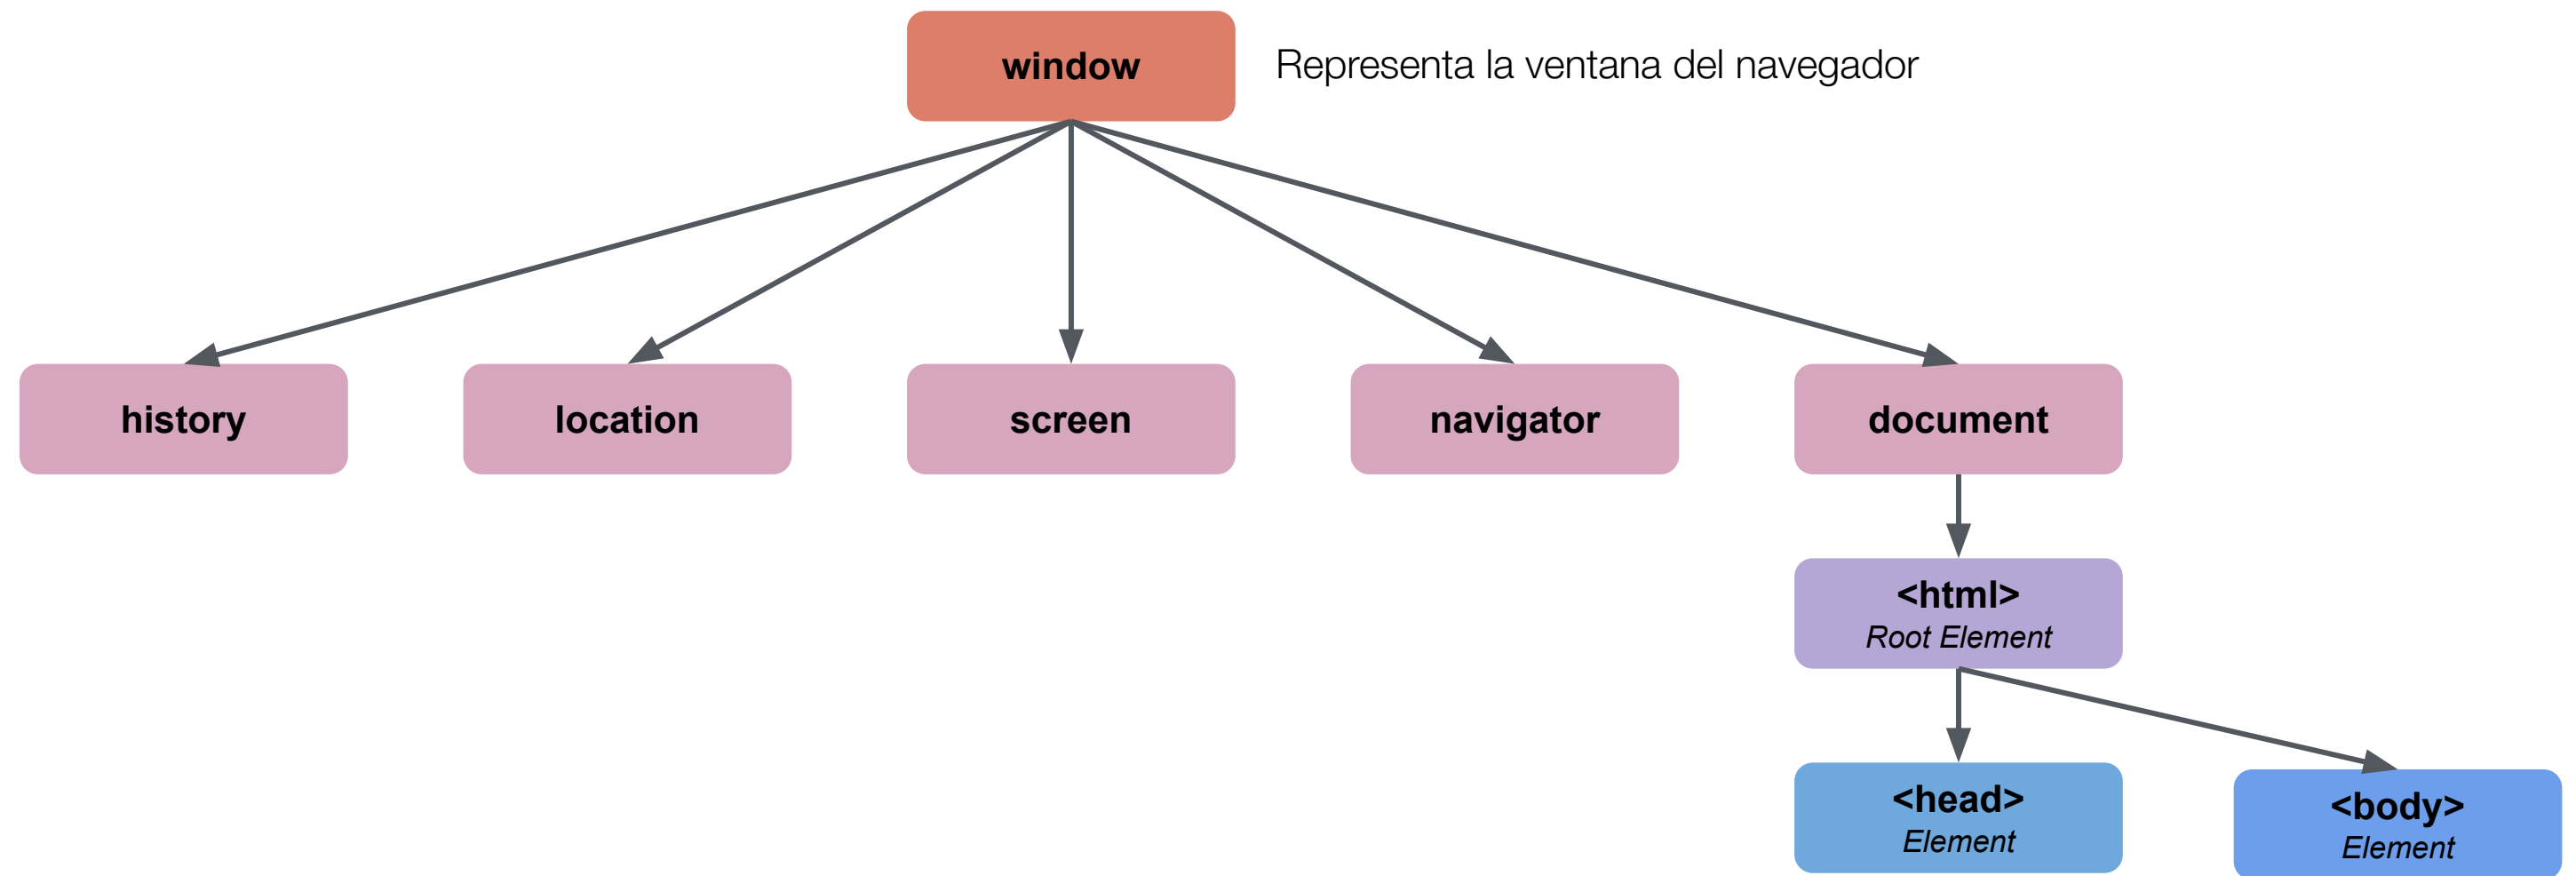 window
Representa la ventana del navegador
history
location
screen
navigator
document
<html>
Root Element
<head>
Element
<body>
Element